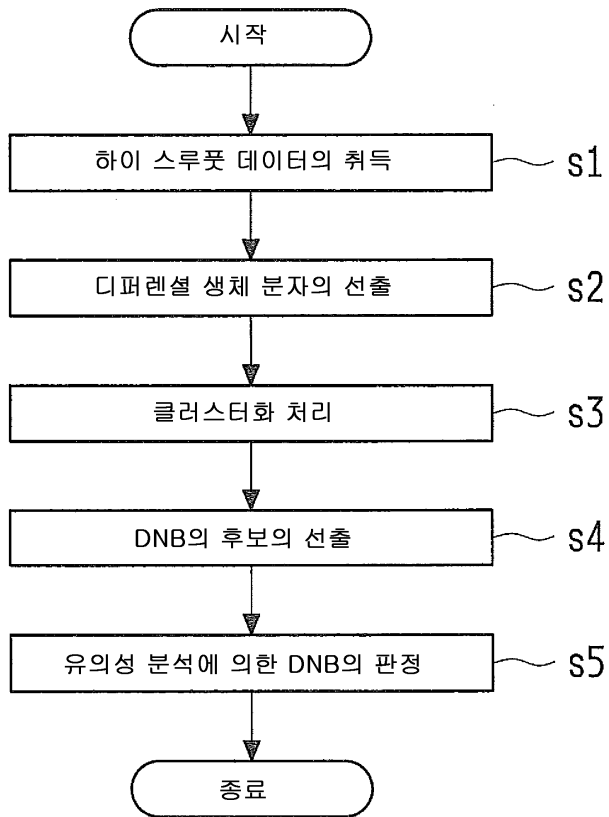 시작
하이 스루풋 데이터의 취득 s1
디퍼렌셜 생체 분자의 선출 s2
클러스터화 처리 s3
DNB의 후보의 선출 s4
유의성 분석에 의한 DNB의 판정 s5
종료